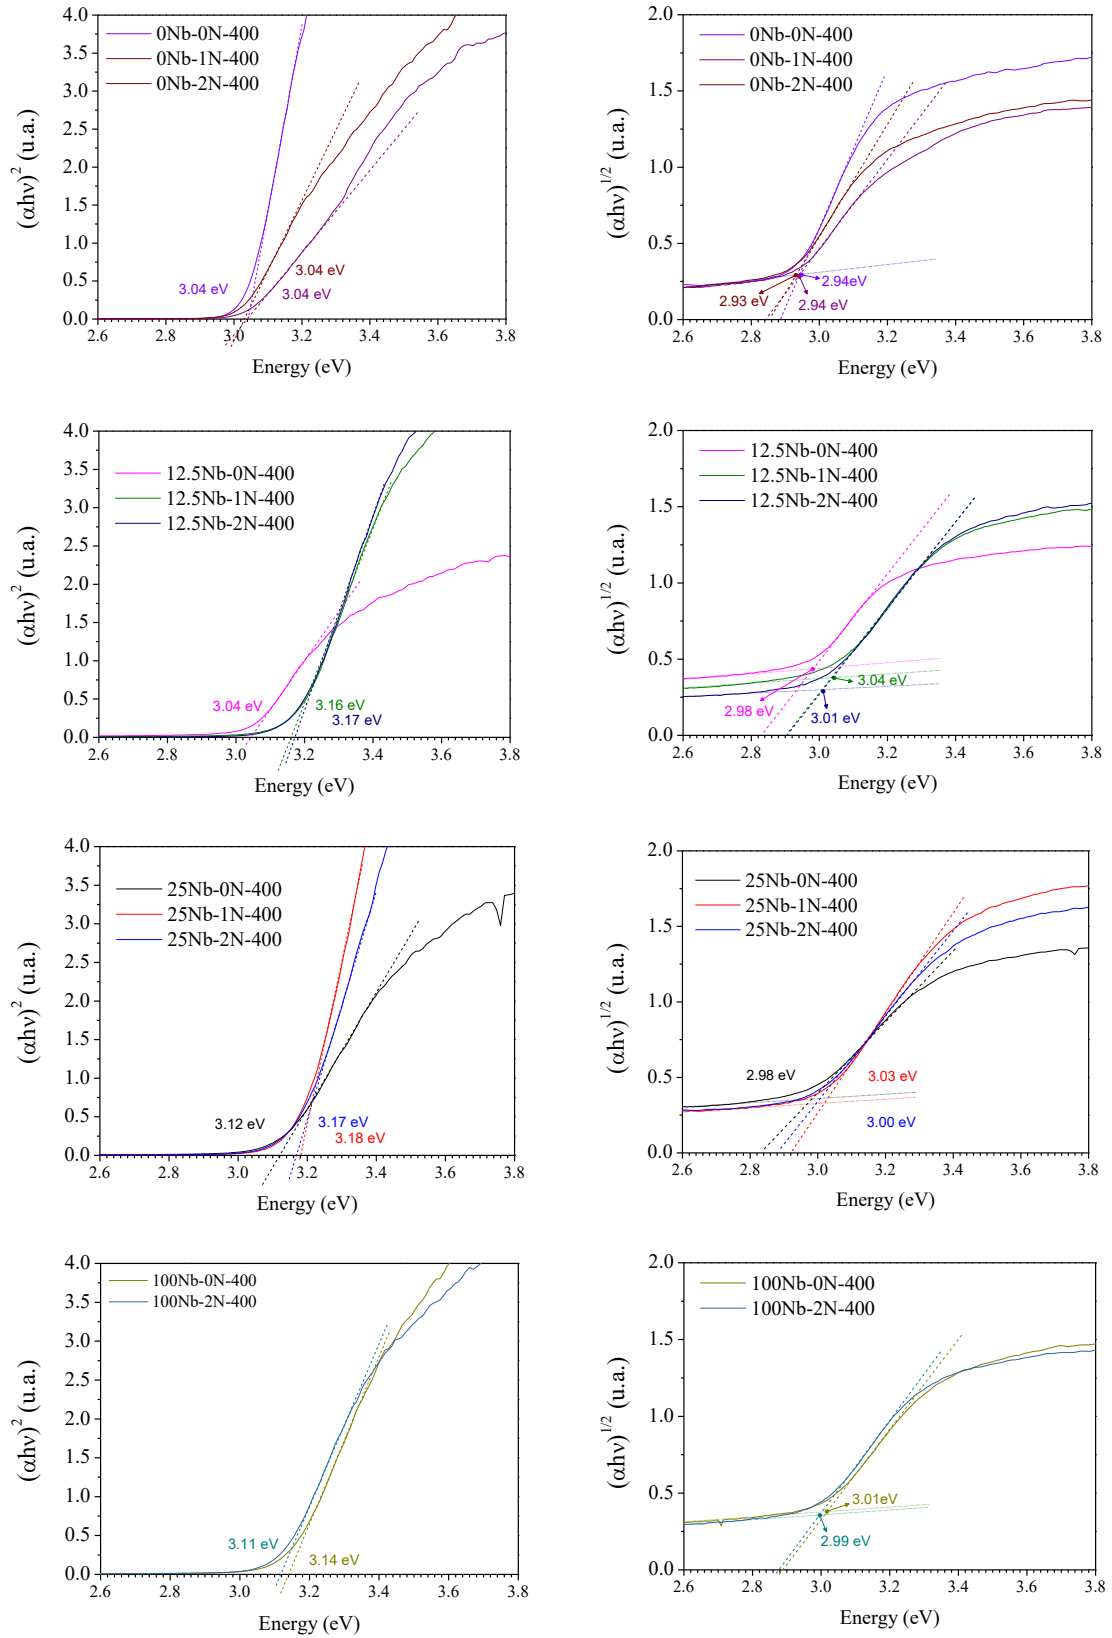 4.0
3.5
3.0
2.5
2.0
1.5
1.0
0.5
0.0
(αhν)² (u.a.)
0Nb-0N-400
0Nb-1N-400
0Nb-2N-400
3.04 eV
3.04 eV
3.04 eV
2.6 2.8 3.0 3.2 3.4 3.6 3.8
Energy (eV)
2.0
1.5
1.0
0.5
0.0
(αhν)^1/2 (u.a.)
0Nb-0N-400
0Nb-1N-400
0Nb-2N-400
2.94eV
2.93 eV
2.94 eV
2.6 2.8 3.0 3.2 3.4 3.6 3.8
Energy (eV)
4.0
3.5
3.0
2.5
2.0
1.5
1.0
0.5
0.0
(αhν)² (u.a.)
12.5Nb-0N-400
12.5Nb-1N-400
12.5Nb-2N-400
3.04 eV
3.16 eV
3.17 eV
2.6 2.8 3.0 3.2 3.4 3.6 3.8
Energy (eV)
2.0
1.5
1.0
0.5
0.0
(αhν)^1/2 (u.a.)
12.5Nb-0N-400
12.5Nb-1N-400
12.5Nb-2N-400
3.04 eV
2.98 eV
3.01 eV
2.6 2.8 3.0 3.2 3.4 3.6 3.8
Energy (eV)
4.0
3.5
3.0
2.5
2.0
1.5
1.0
0.5
0.0
(αhν)² (u.a.)
25Nb-0N-400
25Nb-1N-400
25Nb-2N-400
3.12 eV
3.17 eV
3.18 eV
2.6 2.8 3.0 3.2 3.4 3.6 3.8
Energy (eV)
2.0
1.5
1.0
0.5
0.0
(αhν)^1/2 (u.a.)
25Nb-0N-400
25Nb-1N-400
25Nb-2N-400
2.98 eV
3.03 eV
3.00 eV
2.6 2.8 3.0 3.2 3.4 3.6 3.8
Energy (eV)
4.0
3.5
3.0
2.5
2.0
1.5
1.0
0.5
0.0
(αhν)² (u.a.)
100Nb-0N-400
100Nb-2N-400
3.11 eV
3.14 eV
2.6 2.8 3.0 3.2 3.4 3.6 3.8
Energy (eV)
2.0
1.5
1.0
0.5
0.0
(αhν)^1/2 (u.a.)
100Nb-0N-400
100Nb-2N-400
3.01eV
2.99 eV
2.6 2.8 3.0 3.2 3.4 3.6 3.8
Energy (eV)